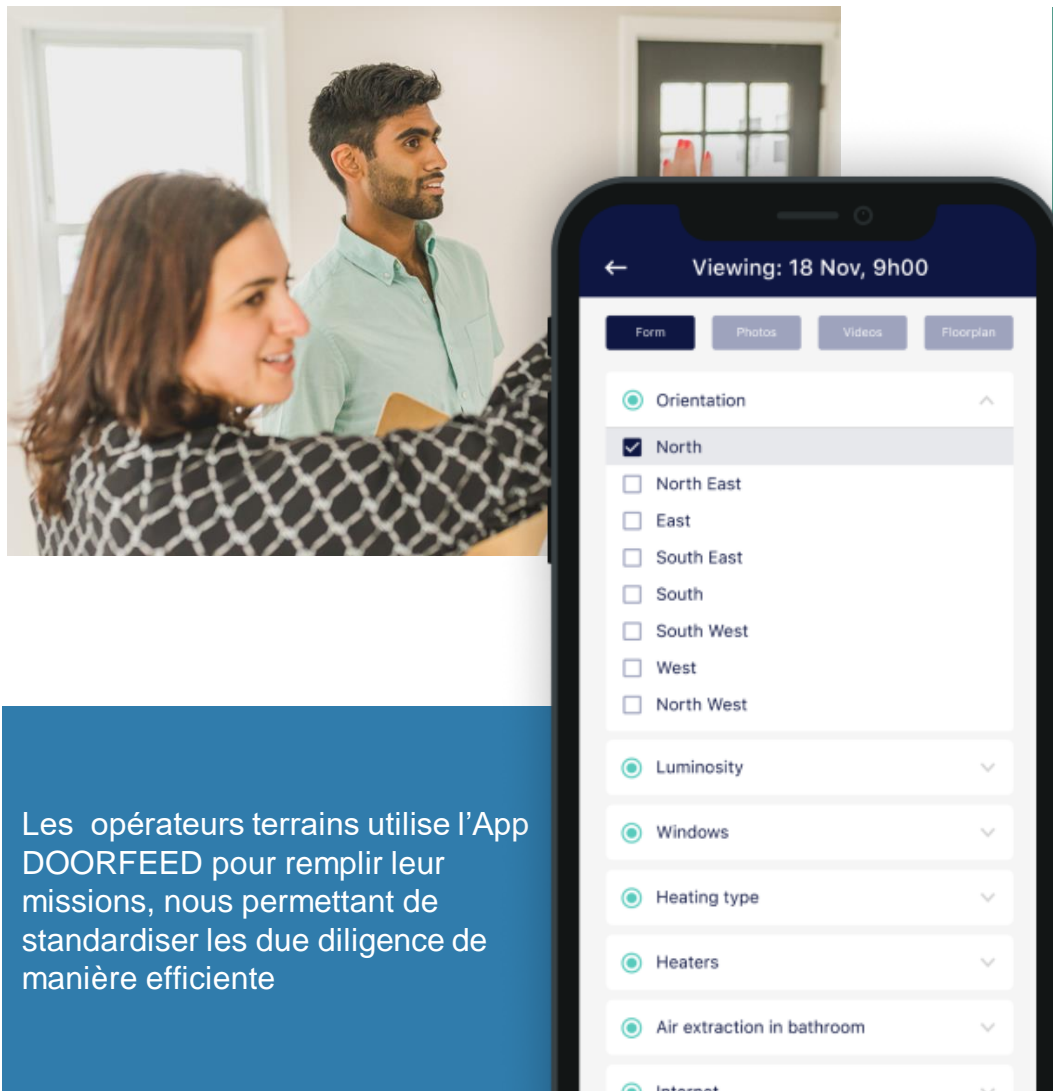 Viewing: 18 Nov, 9h00
Form Photos Videos Floorplan
Orientation
North
North East
East
South East
South
South West
West
North West
Luminosity
Windows
Heating type
Heaters
Air extraction in bathroom
Internet
Les opérateurs terrains utilise l’App
DOORFEED pour remplir leur
missions, nous permettant de
standardiser les due diligence de
manière efficiente